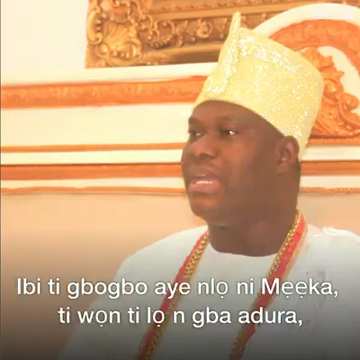 Ibi ti gbogbo aye nlọ ni Mẹẹka,
ti wọn ti lọ n gba adura,